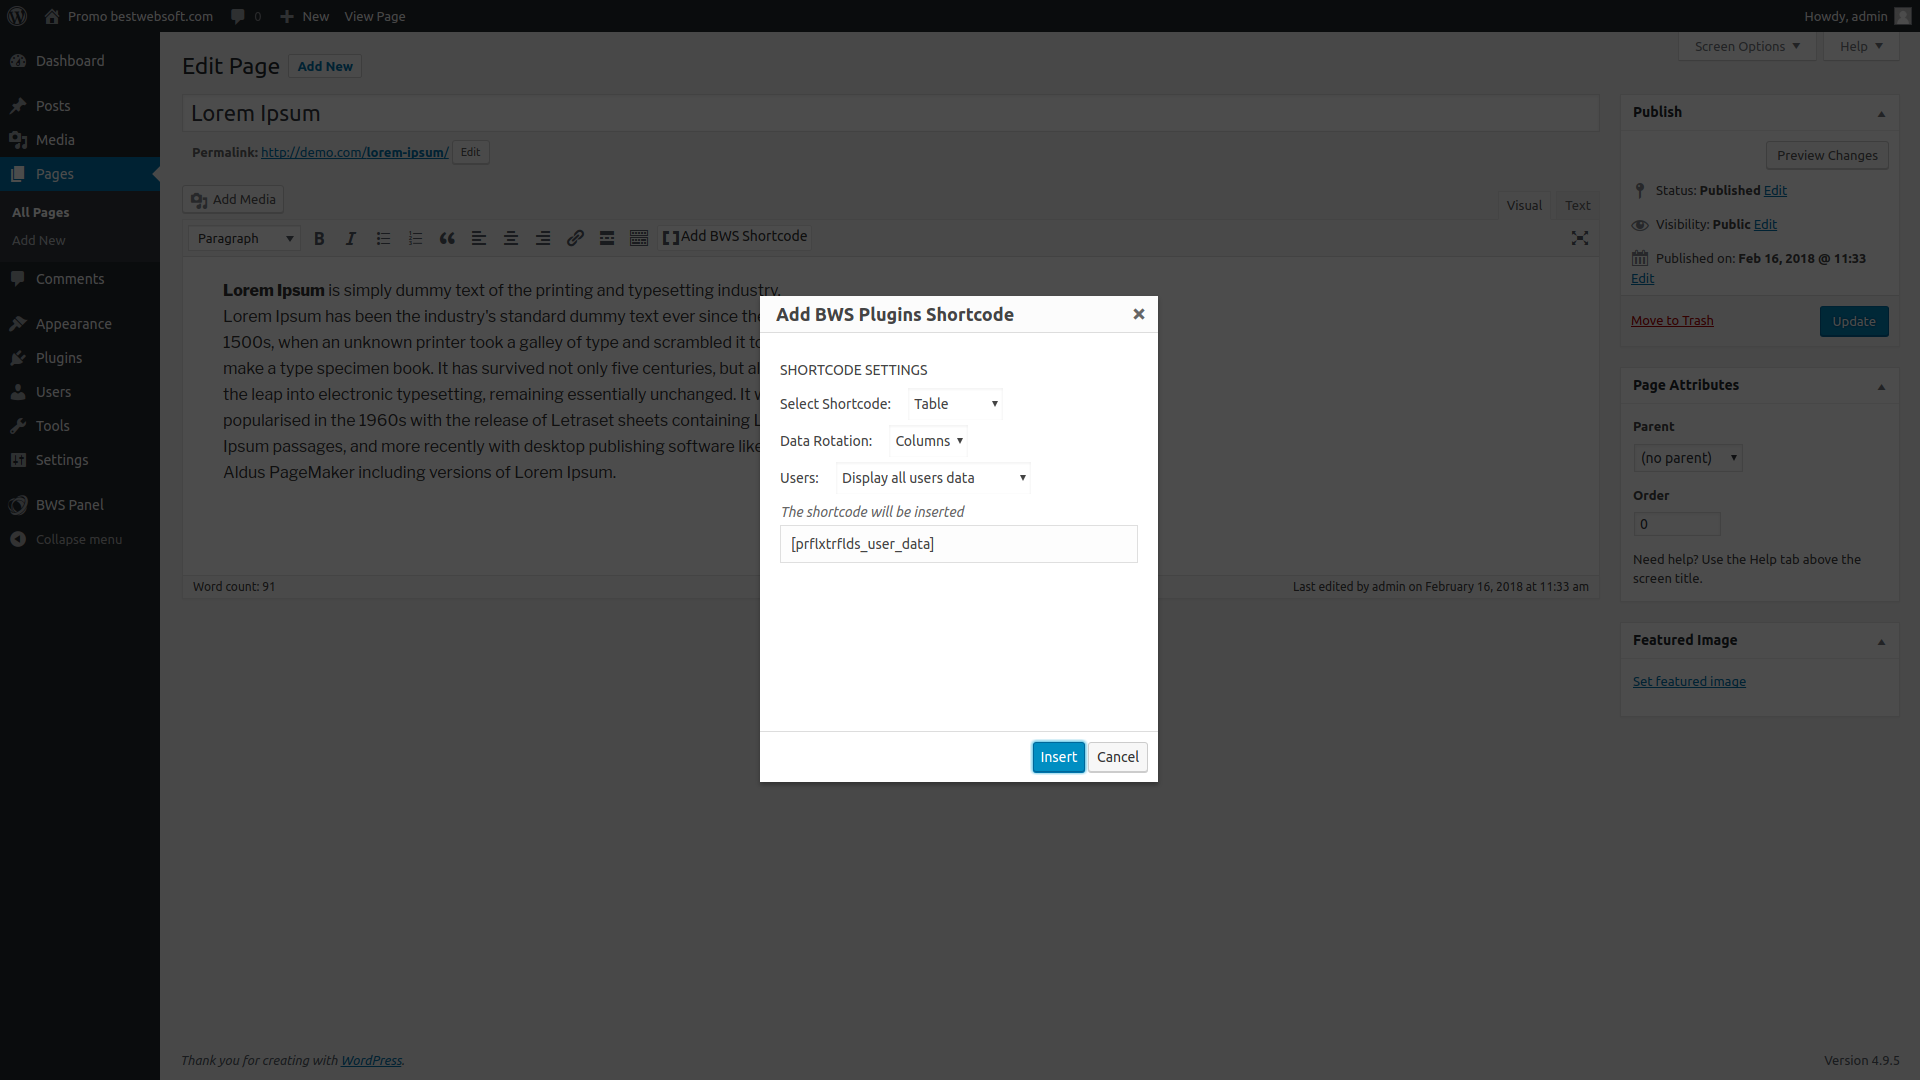 Promo bestwebsoft.com 0 New View Page Howdy, admin
Screen Options Help
Dashboard
Posts
Media
Pages
All Pages
Add New
Comments
Appearance
Plugins
Users
Tools
Settings
BWS Panel
Collapse menu
Edit Page Add New
Lorem Ipsum
Permalink: http://demo.com/lorem-ipsum/ Edit
Add Media
Visual Text
Paragraph B I Add BWS Shortcode
Lorem Ipsum is simply dummy text of the printing and typesetting industry.
Lorem Ipsum has been the industry's standard dummy text ever since the
1500s, when an unknown printer took a galley of type and scrambled it to
make a type specimen book. It has survived not only five centuries, but
the leap into electronic typesetting, remaining essentially unchanged. It
popularised in the 1960s with the release of Letraset sheets containing
Ipsum passages, and more recently with desktop publishing software like
Aldus PageMaker including versions of Lorem Ipsum.
Word count: 91
Last edited by admin on February 16, 2018 at 11:33 am
Add BWS Plugins Shortcode
SHORTCODE SETTINGS
Select Shortcode: Table
Data Rotation: Columns
Users: Display all users data
The shortcode will be inserted
[prflxtrflds_user_data]
Insert Cancel
Publish
Preview Changes
Status: Published Edit
Visibility: Public Edit
Published on: Feb 16, 2018 @ 11:33
Edit
Move to Trash Update
Page Attributes
Parent
(no parent)
Order
0
Need help? Use the Help tab above the
screen title.
Featured Image
Set featured image
Thank you for creating with WordPress.
Version 4.9.5